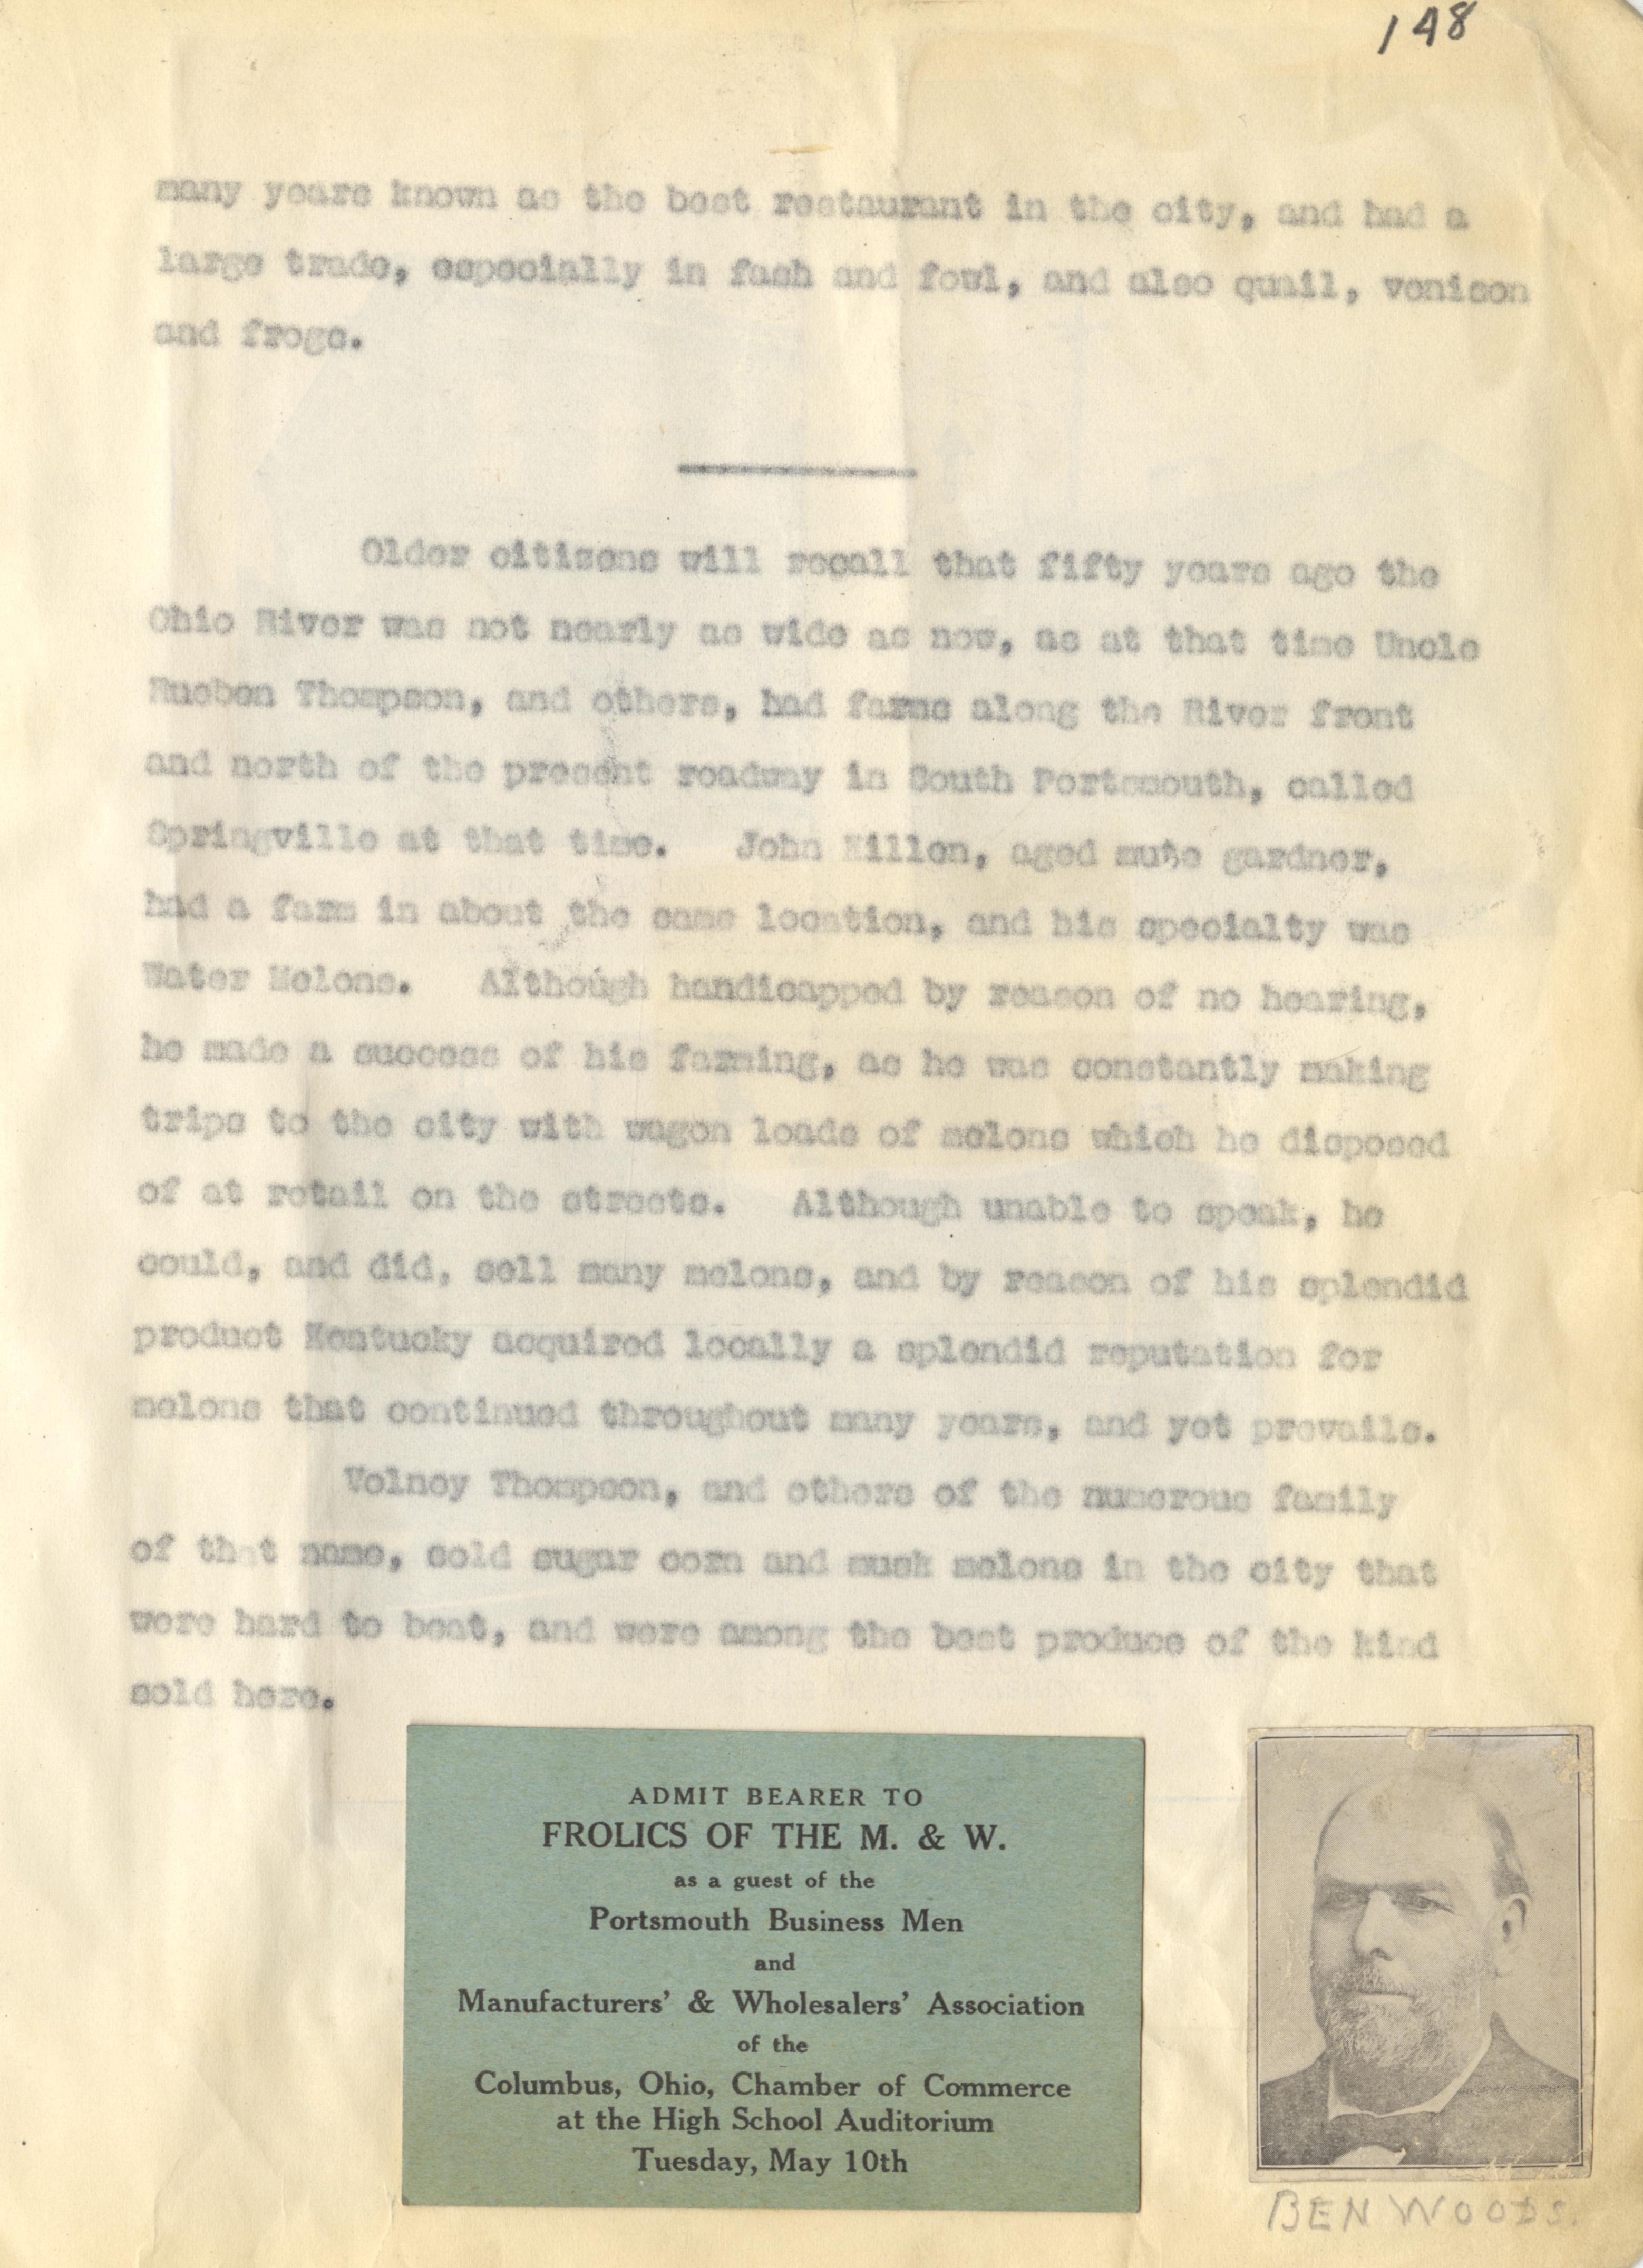 148
many years known as the best restaurant in the city, and had a
large trade, especially in fash and fowl, and also quail, venison
and frogs.
Older citizens will recall that fifty years ago the
Ohio River was not nearly as wide as now, as at that time Uncle
Rueben Thompson, and others, had farms along the River front
and north of the present roadway in South Portsmouth, called
Springville at that time. John Killen, aged mute gardner,
had a farm in about the same location, and his specialty was
Water Melons. Although handicapped by reason of no hearing,
he made a success of his farming, as he was constantly making
trips to the city with wagon loads of melons which he disposed
of at retail on the streets. Although unable to speak, he
could, and did, sell many melons, and by reason of his splendid
product Kentucky acquired locally a splendid reputation for
melons that continued throughout many years, and yet prevails.
Volney Thompson, and others of the numerous family
of that name, sold sugar corn and musk melons in the city that
were hard to beat, and were among the best produce of the kind
sold here.
ADMIT BEARER TO
FROLICS OF THE M. & W.
as a guest of the
Portsmouth Business Men
and
Manufacturers' & Wholesalers' Association
of the
Columbus, Ohio, Chamber of Commerce
at the High School Auditorium
Tuesday, May 10th
BEN WOODS.